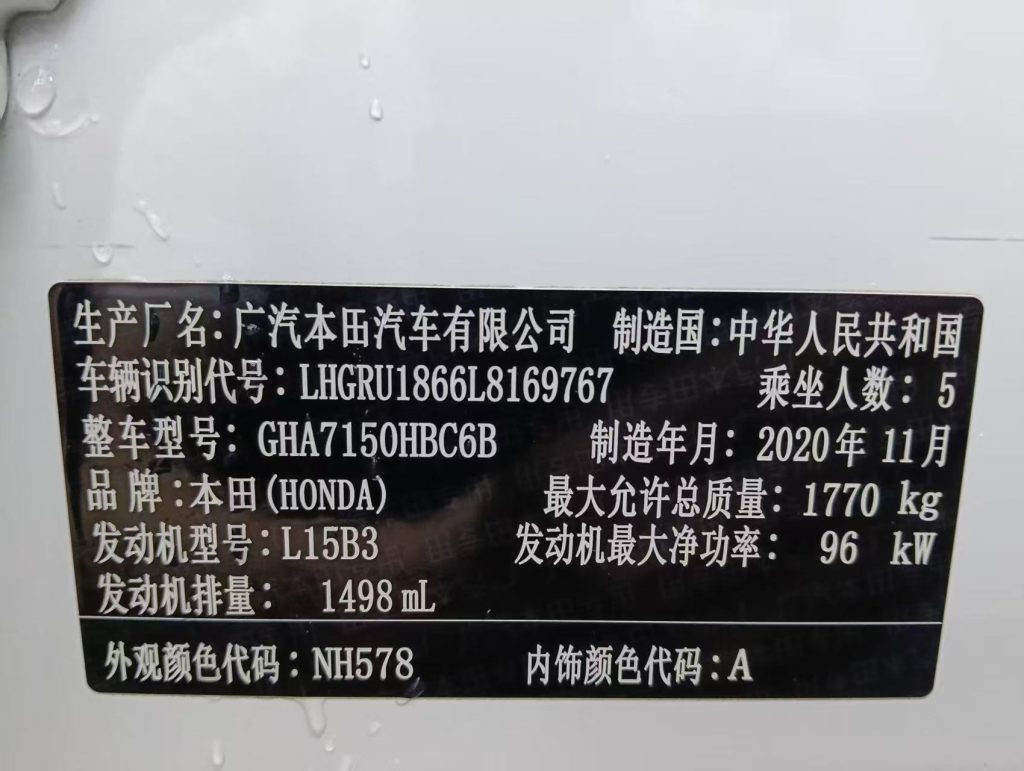 生产厂名：广汽本田汽车有限公司 制造国：中华人民共和国
车辆识别代号：LHGRU1866L8169767 乘坐人数：5
整车型号：GHA7150HBC6B 制造年月：2020年11月
品牌：本田(HONDA) 最大允许总质量：1770 kg
发动机型号：L15B3 发动机最大净功率：96 kW
发动机排量：1498 mL
外观颜色代码：NH578 内饰颜色代码：A